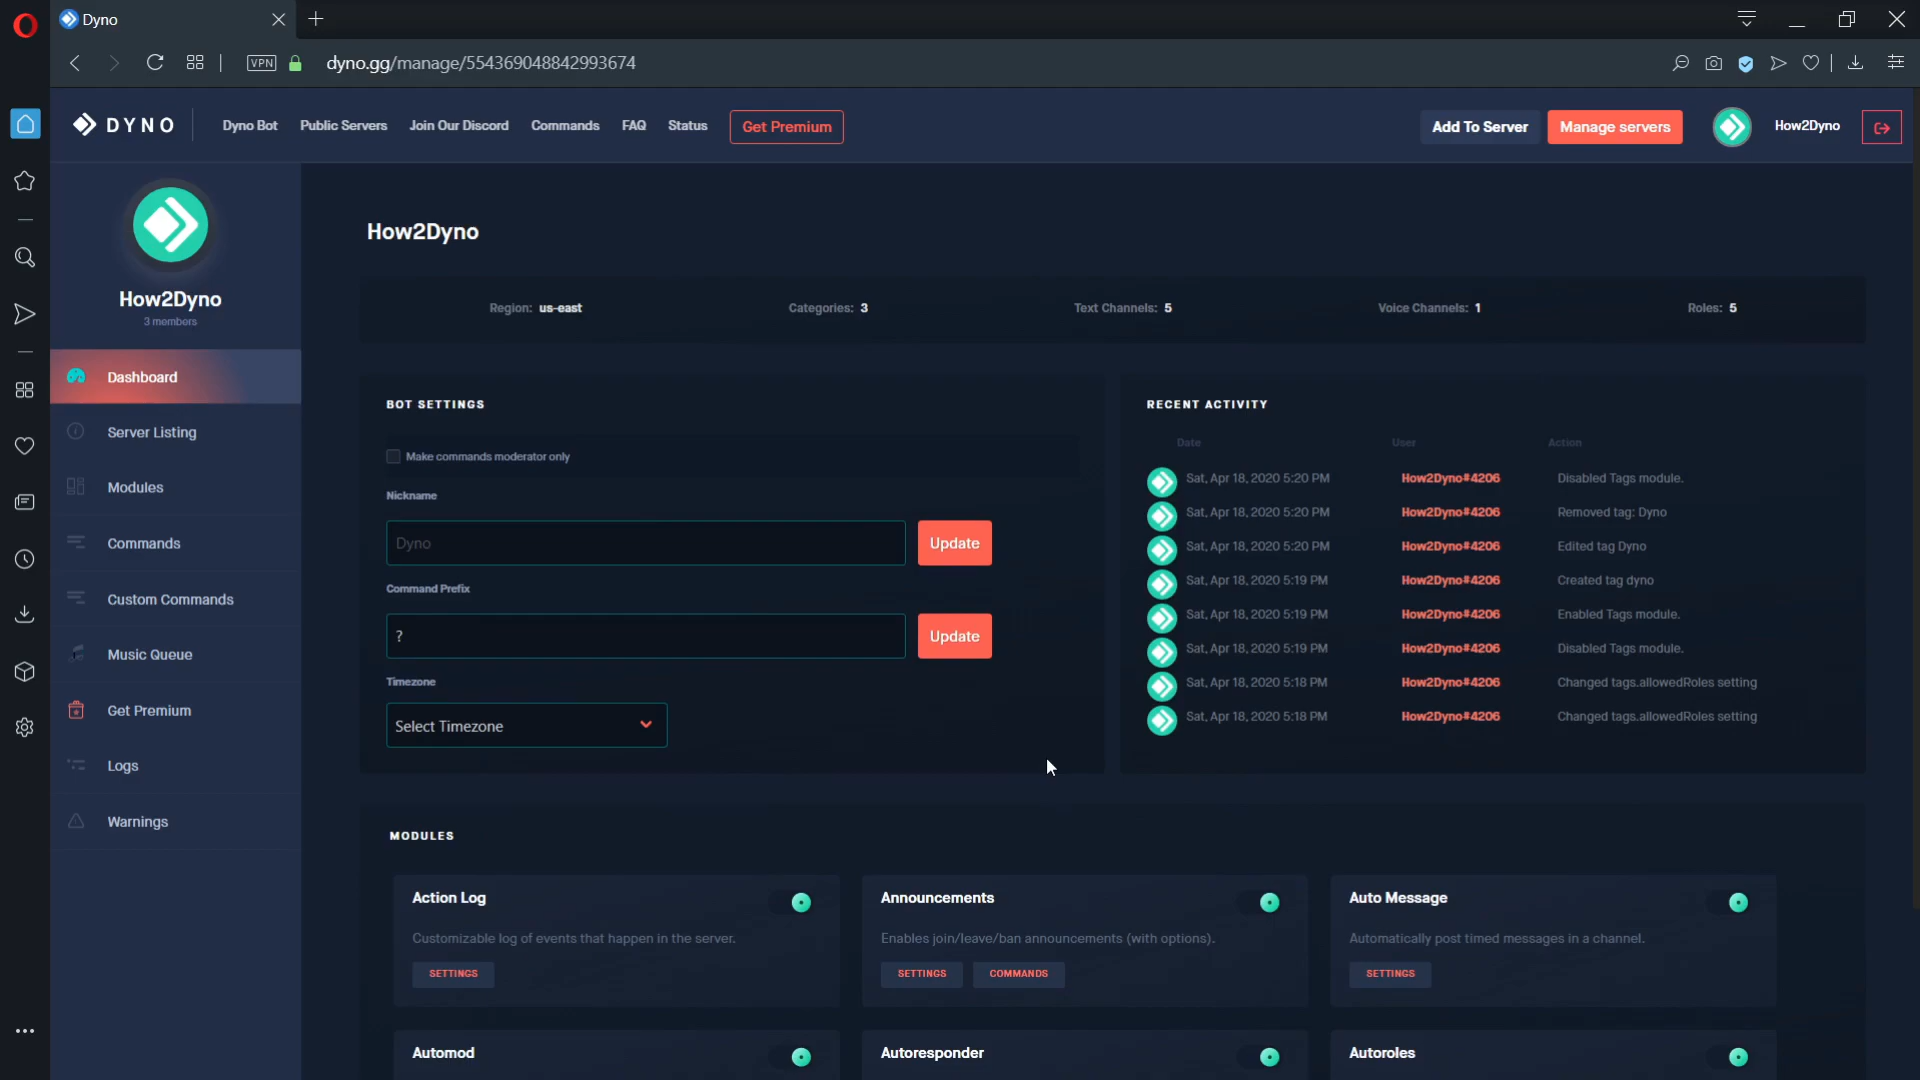 Dyno
VPN dyno.gg/manage/554369048842993674
DYNO Dyno Bot Public Servers Join Our Discord Commands FAQ Status Get Premium Add To Server Manage servers How2Dyno
How2Dyno
3 members
Dashboard
Server Listing
Modules
Commands
Custom Commands
Music Queue
Get Premium
Logs
Warnings
How2Dyno
Region: us-east Categories: 3 Text Channels: 5 Voice Channels: 1 Roles: 5
BOT SETTINGS
Make commands moderator only
Nickname
Dyno Update
Command Prefix
? Update
Timezone
Select Timezone
RECENT ACTIVITY
Date User Action
Sat, Apr 18, 2020 5:20 PM How2Dyno#4206 Disabled Tags module.
Sat, Apr 18, 2020 5:20 PM How2Dyno#4206 Removed tag: Dyno
Sat, Apr 18, 2020 5:20 PM How2Dyno#4206 Edited tag Dyno
Sat, Apr 18, 2020 5:19 PM How2Dyno#4206 Created tag dyno
Sat, Apr 18, 2020 5:19 PM How2Dyno#4206 Enabled Tags module.
Sat, Apr 18, 2020 5:19 PM How2Dyno#4206 Disabled Tags module.
Sat, Apr 18, 2020 5:18 PM How2Dyno#4206 Changed tags.allowedRoles setting
Sat, Apr 18, 2020 5:18 PM How2Dyno#4206 Changed tags.allowedRoles setting
MODULES
Action Log
Customizable log of events that happen in the server.
SETTINGS
Announcements
Enables join/leave/ban announcements (with options).
SETTINGS COMMANDS
Auto Message
Automatically post timed messages in a channel.
SETTINGS
Automod
Autoresponder
Autoroles